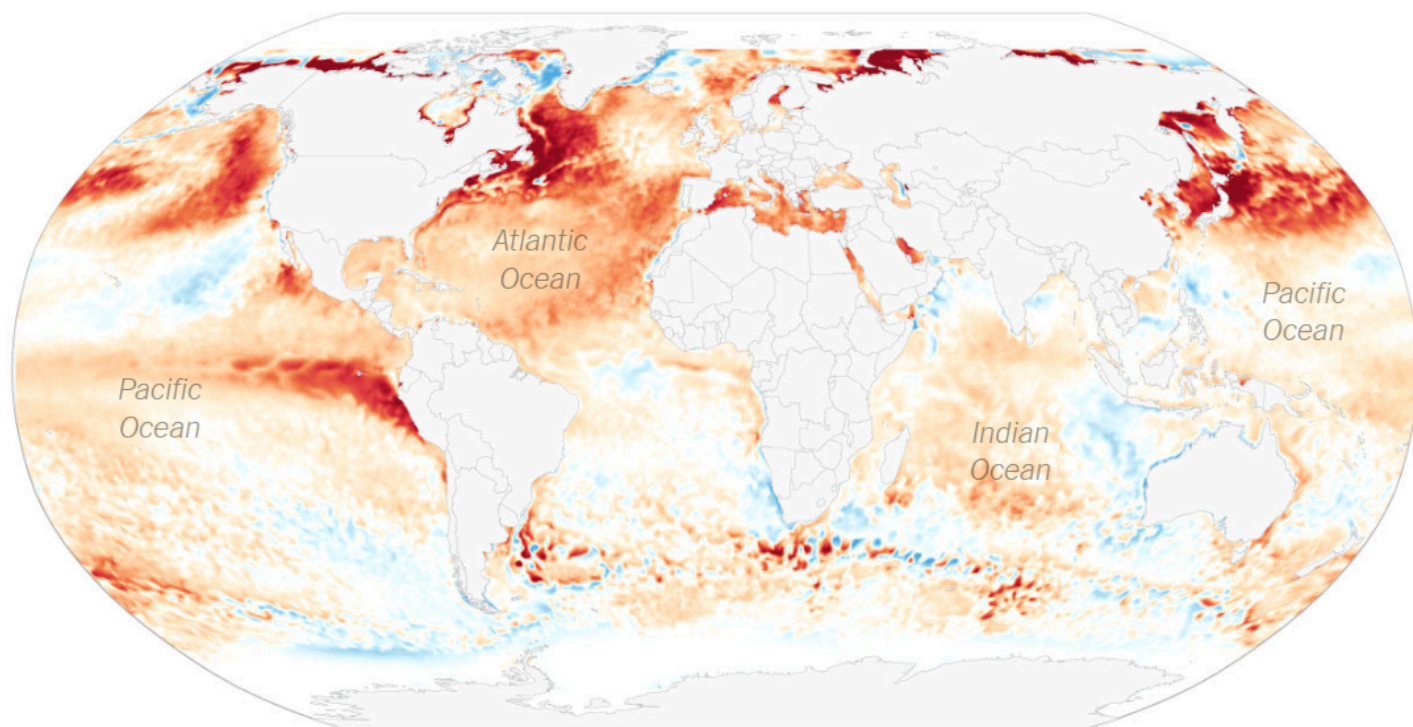 Atlantic
Ocean
Pacific
Ocean
Pacific
Ocean
Indian
Ocean